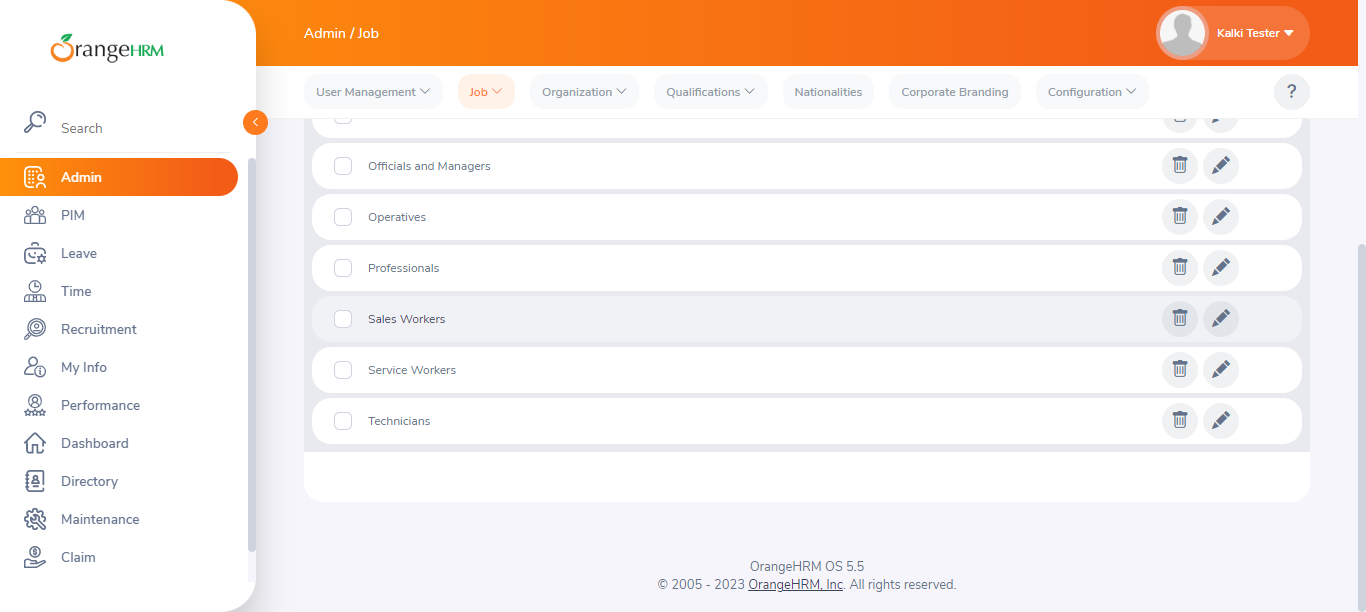 OrangeHRM
Admin / Job
Kalki Tester
User Management
Job
Organization
Qualifications
Nationalities
Corporate Branding
Configuration
?
Search
Admin
PIM
Leave
Time
Recruitment
My Info
Performance
Dashboard
Directory
Maintenance
Claim
Officials and Managers
Operatives
Professionals
Sales Workers
Service Workers
Technicians
OrangeHRM OS 5.5
© 2005 - 2023 OrangeHRM, Inc. All rights reserved.